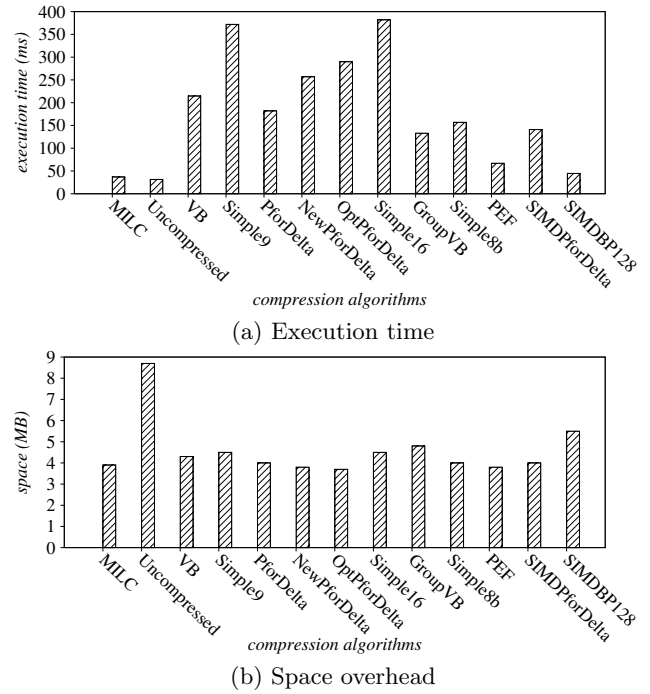 400
350
300
250
200
150
100
50
0
execution time (ms)
MILC
Uncompressed
VB
Simple9
PforDelta
NewPforDelta
OptPforDelta
Simple16
GroupVB
Simple8b
PEF
SIMDPforDelta
SIMDBP128
compression algorithms
(a) Execution time
9
8
7
6
5
4
3
2
1
0
space (MB)
MILC
Uncompressed
VB
Simple9
PforDelta
NewPforDelta
OptPforDelta
Simple16
GroupVB
Simple8b
PEF
SIMDPforDelta
SIMDBP128
compression algorithms
(b) Space overhead